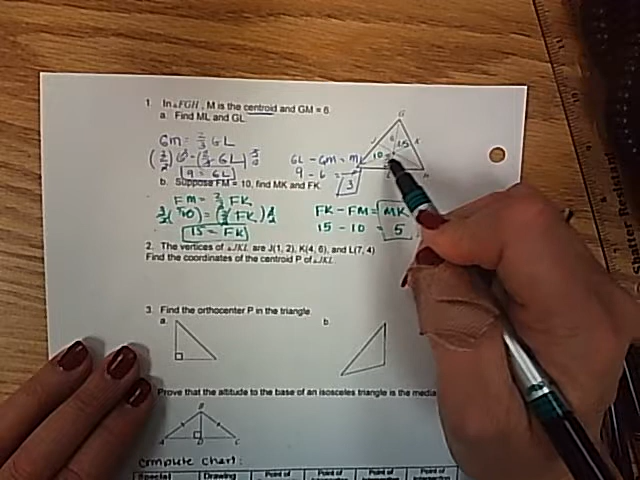 1. In △FGH, M is the centroid and GM = 6.
a. Find ML and GL
GM = 2/3 GL
(3/2) 6 = (2/3 GL) 3/2
9 = GL
GL - GM = M
9 - 6 =
3
b. Suppose FM = 10, find MK and FK.
FM = 2/3 FK
3/2 (10) = (2/3 FK) 3/2
15 = FK
FK - FM = MK
15 - 10 = 5
G
J
K
6
15
10
H
2. The vertices of △JKL are J(1, 2), K(4, 6), and L(7, 4)
Find the coordinates of the centroid P of △JKL
3. Find the orthocenter P in the triangle
a.
b.
Prove that the altitude to the base of an isosceles triangle is the media
B
A D C
Complete Chart:
Special Drawing Point of Point of Point of Point of